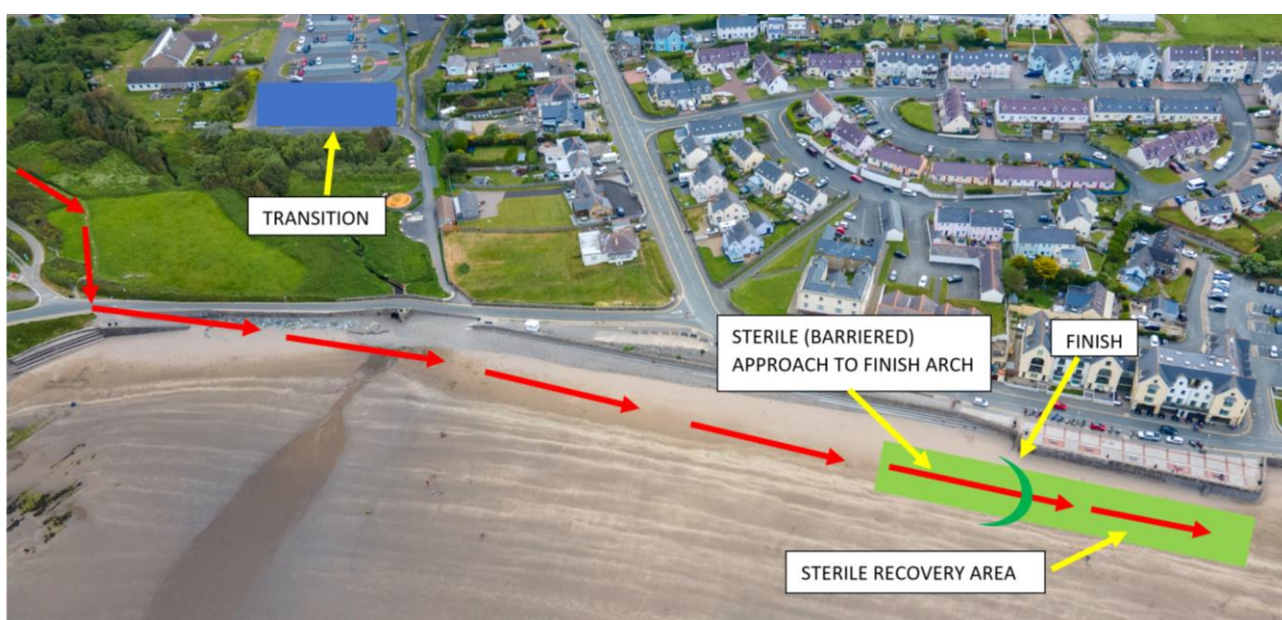 TRANSITION
STERILE (BARRIERED)
APPROACH TO FINISH ARCH
FINISH
STERILE RECOVERY AREA